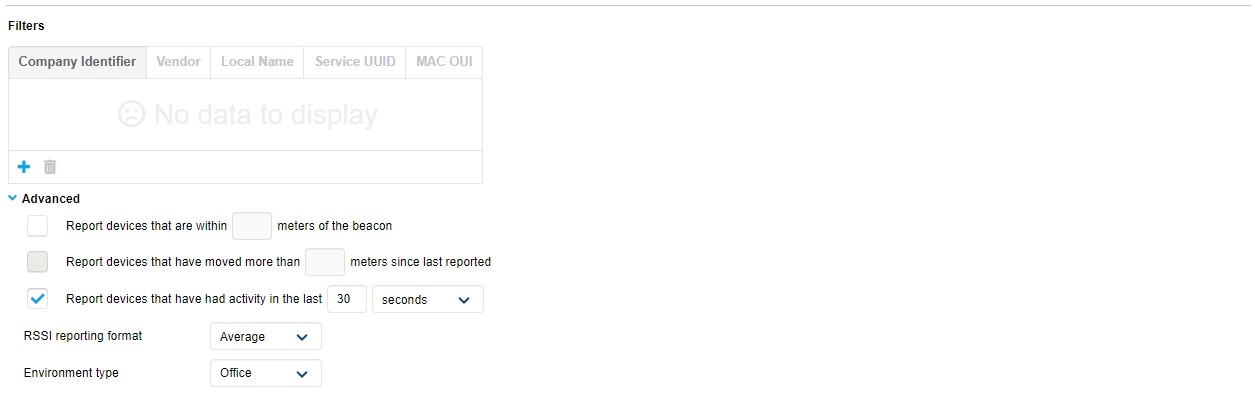 Filters
Company Identifier Vendor Local Name Service UUID MAC OUI
No data to display
Advanced
Report devices that are within meters of the beacon
Report devices that have moved more than meters since last reported
Report devices that have had activity in the last 30 seconds
RSSI reporting format Average
Environment type Office